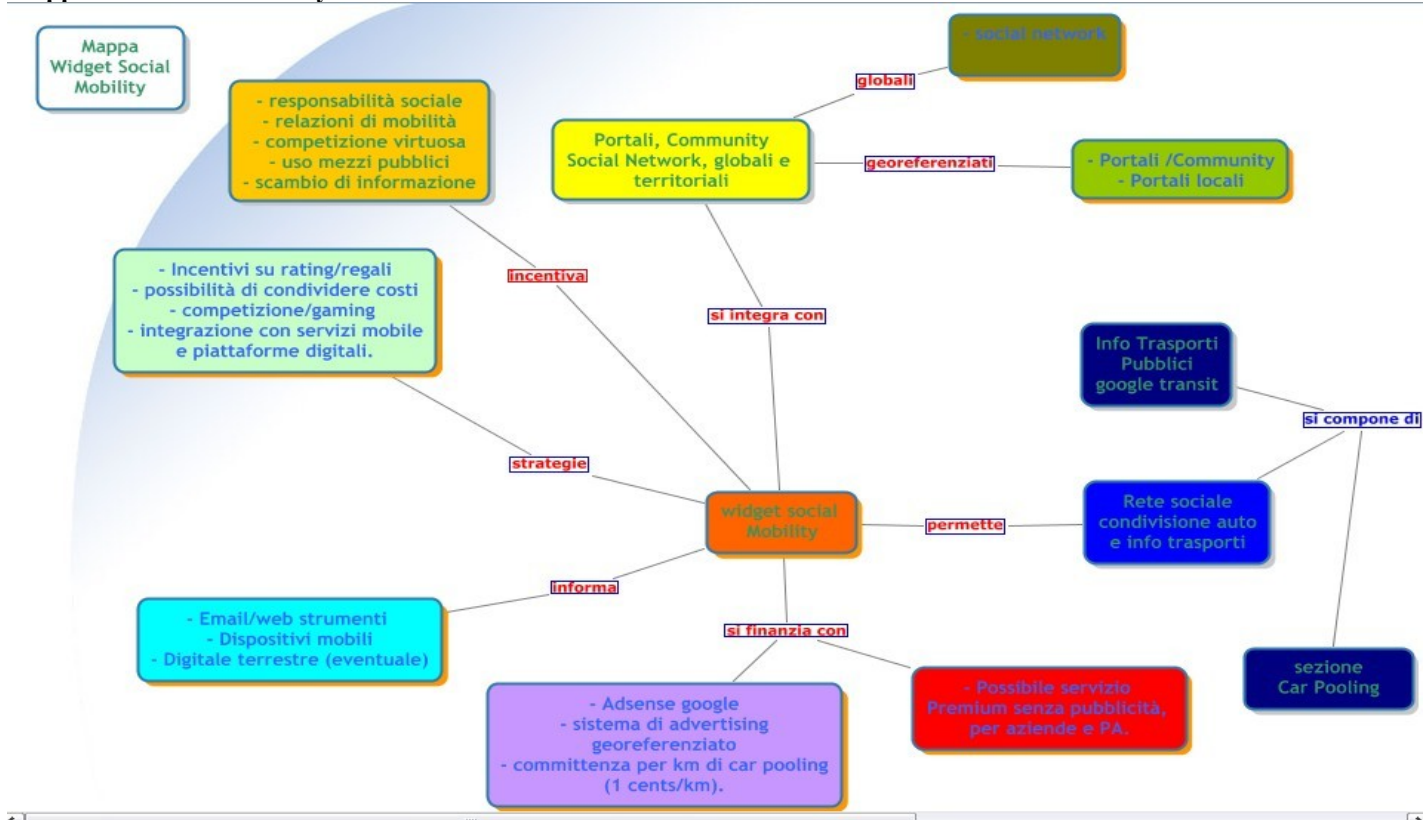 Mappa
Widget Social
Mobility
- responsabilità sociale
- relazioni di mobilità
- competizione virtuosa
- uso mezzi pubblici
- scambio di informazione
- social network
globali
Portali, Community
Social Network, globali e
territoriali
georeferenziati
- Portali /Community
- Portali locali
incentiva
- Incentivi su rating/regali
- possibilità di condividere costi
- competizione/gaming
- integrazione con servizi mobile
e piattaforme digitali.
si integra con
Info Trasporti
Pubblici
google transit
si compone di
strategie
widget social
Mobility
permette
Rete sociale
condivisione auto
e info trasporti
informa
- Email/web strumenti
- Dispositivi mobili
- Digitale terrestre (eventuale)
si finanzia con
- Adsense google
- sistema di advertising
georeferenziato
- committenza per km di car pooling
(1 cents/km).
- Possibile servizio
Premium senza pubblicità,
per aziende e PA.
sezione
Car Pooling